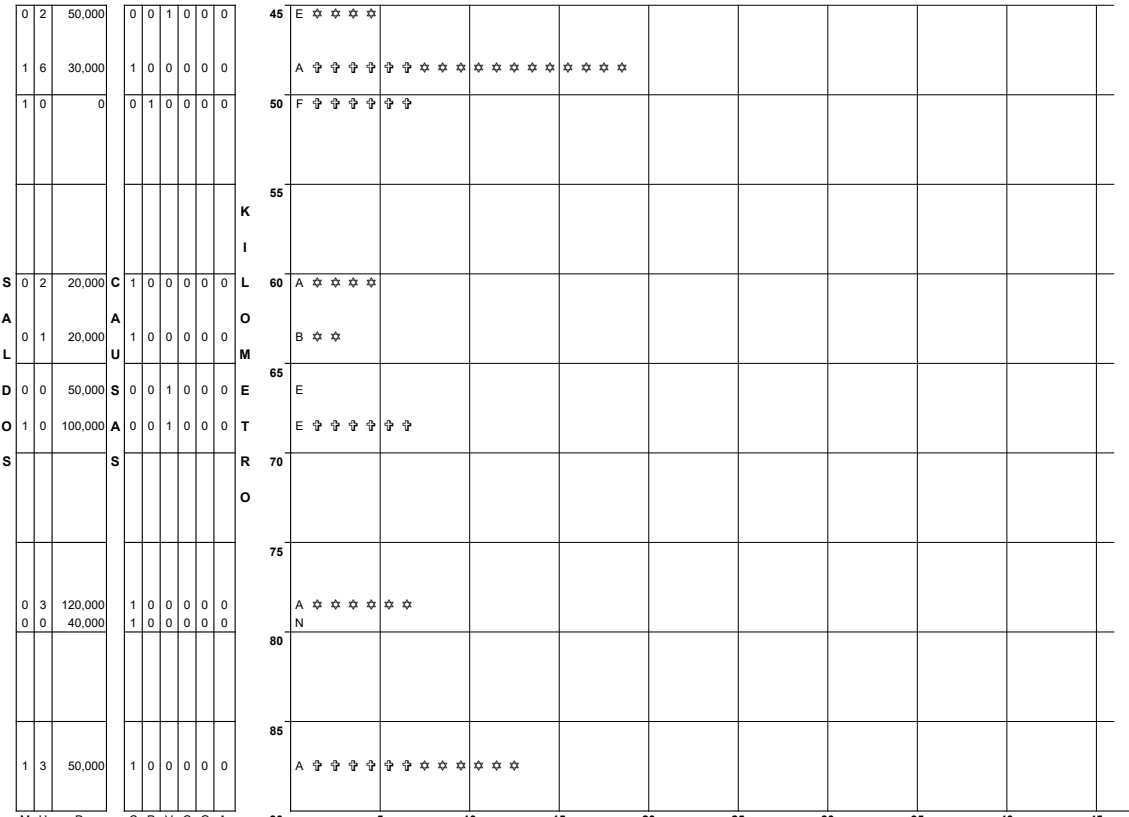 0 2 50,000 0 0 1 0 0 0 45 E ✡ ✡ ✡ ✡
1 6 30,000 1 0 0 0 0 0 A ✞ ✞ ✞ ✞ ✞ ✞ ✡ ✡ ✡ ✡ ✡ ✡ ✡ ✡ ✡ ✡ ✡ ✡
1 0 0 0 1 0 0 0 0 50 F ✞ ✞ ✞ ✞ ✞ ✞
55
K
I
S 0 2 20,000 C 1 0 0 0 0 0 L 60 A ✡ ✡ ✡ ✡
A A O
0 1 20,000 1 0 0 0 0 0 B ✡ ✡
L U M
65
D 0 0 50,000 S 0 0 1 0 0 0 E E
O 1 0 100,000 A 0 0 1 0 0 0 T E ✞ ✞ ✞ ✞ ✞ ✞
S S R 70
O
75
0 3 120,000 1 0 0 0 0 0 A ✡ ✡ ✡ ✡ ✡ ✡
0 0 40,000 1 0 0 0 0 0 N
80
85
1 3 50,000 1 0 0 0 0 0 A ✞ ✞ ✞ ✞ ✞ ✞ ✡ ✡ ✡ ✡ ✡ ✡